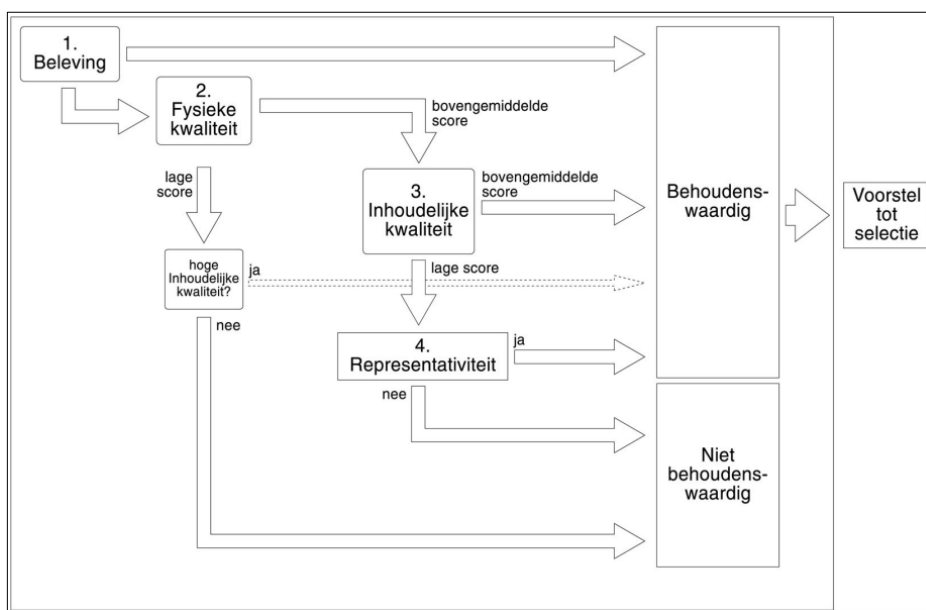 1.
Beleving
2.
Fysieke
kwaliteit
bovengemiddelde
score
lage
score
3.
Inhoudelijke
kwaliteit
bovengemiddelde
score
Behoudens-
waardig
Voorstel
tot
selectie
hoge
Inhoudelijke
kwaliteit?
ja
lage score
nee
4.
Representativiteit
ja
nee
Niet
behoudens-
waardig